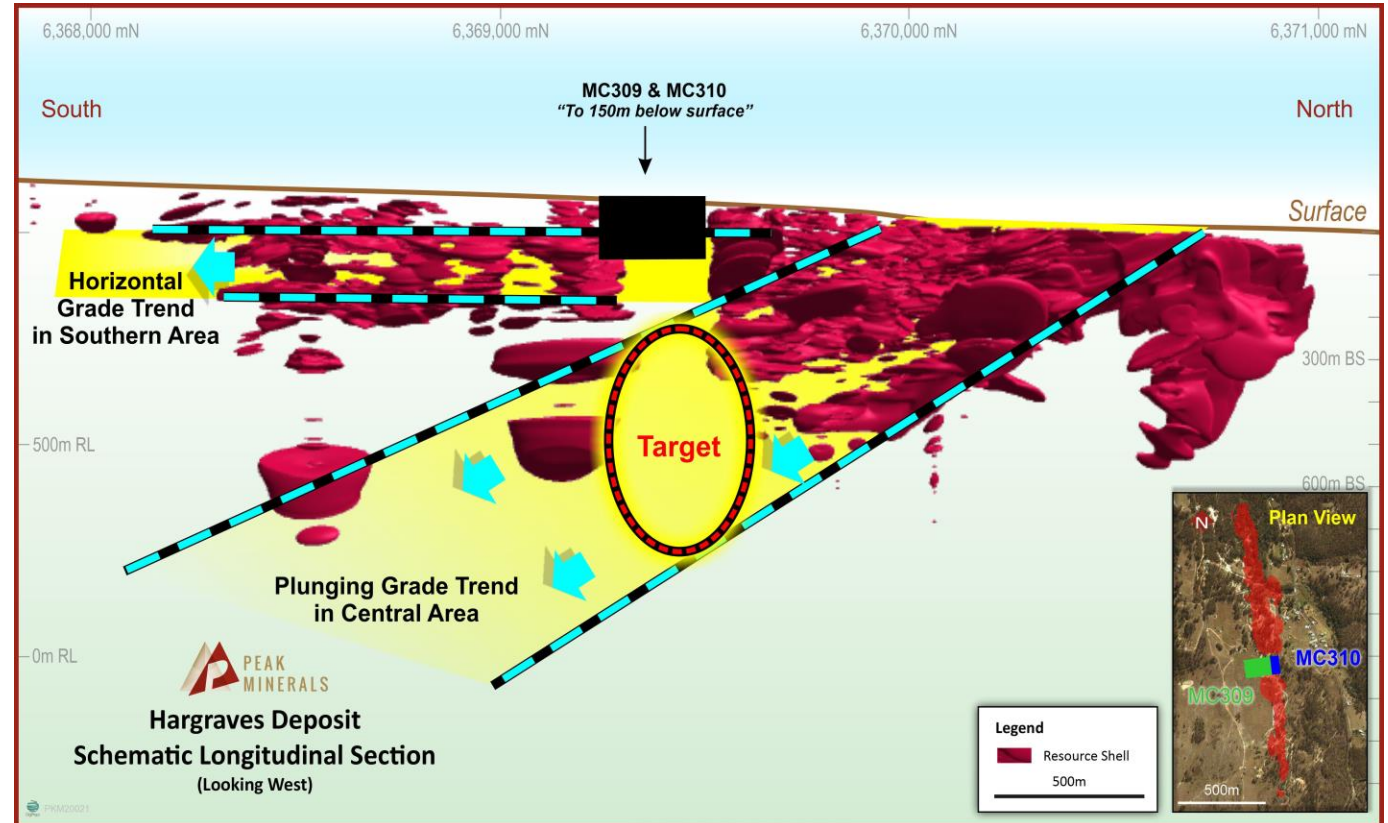 6,368,000 mN
6,369,000 mN
6,370,000 mN
6,371,000 mN
South
MC309 & MC310
"To 150m below surface"
North
Surface
Horizontal
Grade Trend
in Southern Area
300m BS
500m RL
Target
600m BS
Plunging Grade Trend
in Central Area
0m RL
PEAK
MINERALS
Hargraves Deposit
Schematic Longitudinal Section
(Looking West)
Legend
Resource Shell
500m
N
Plan View
MC310
MC309
500m
PKM20021